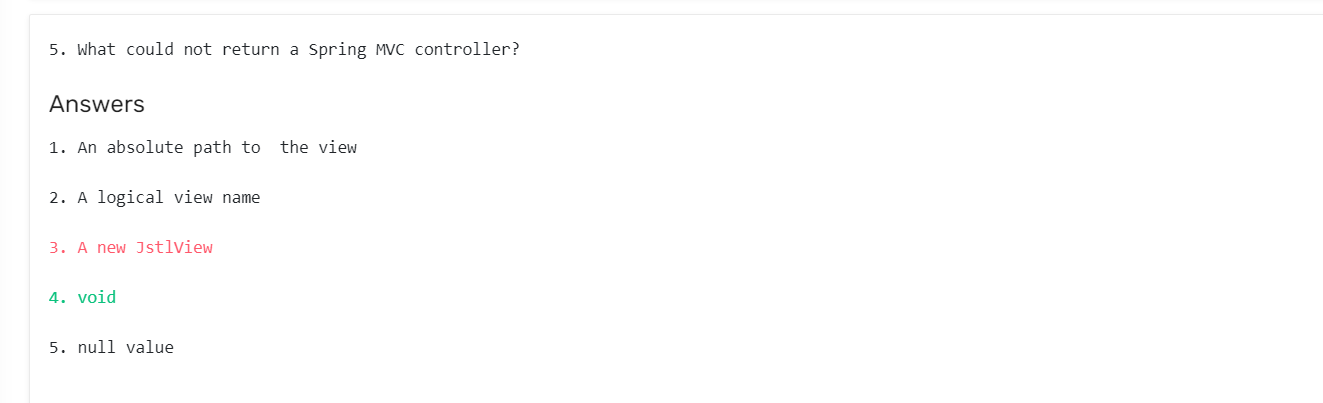 5. What could not return a Spring MVC controller?
Answers
1. An absolute path to  the view
2. A logical view name
3. A new JstlView
4. void
5. null value